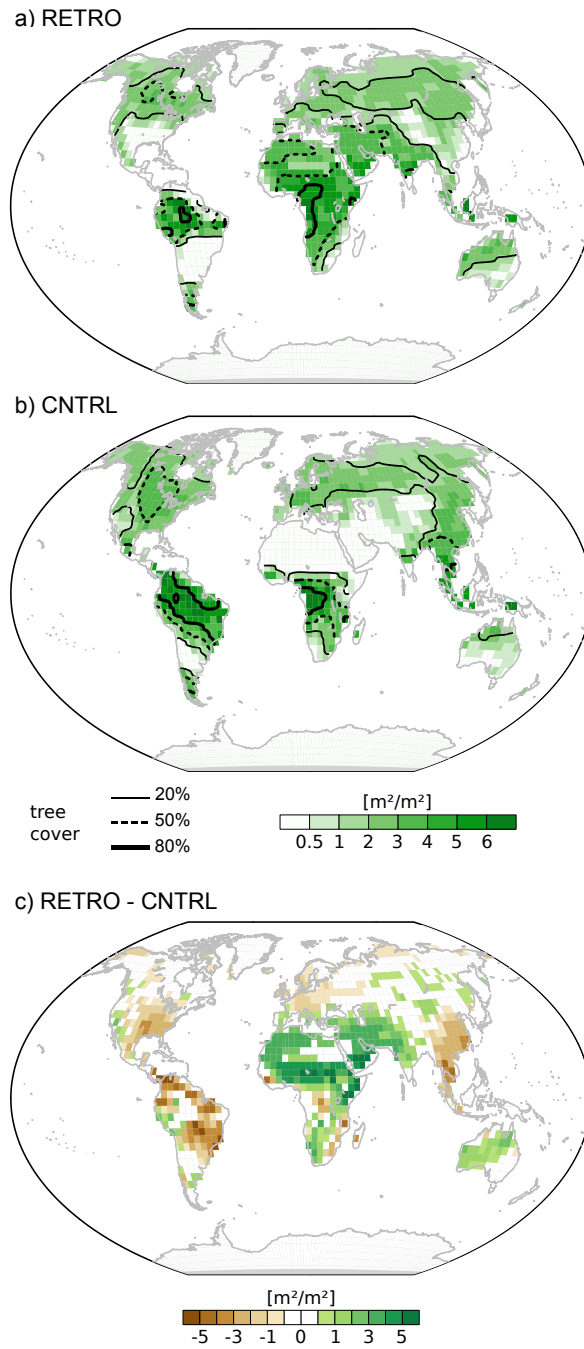 a) RETRO
b) CNTRL
tree cover
20%
50%
80%
[m²/m²]
0.5 1 2 3 4 5 6
c) RETRO - CNTRL
[m²/m²]
-5 -3 -1 0 1 3 5